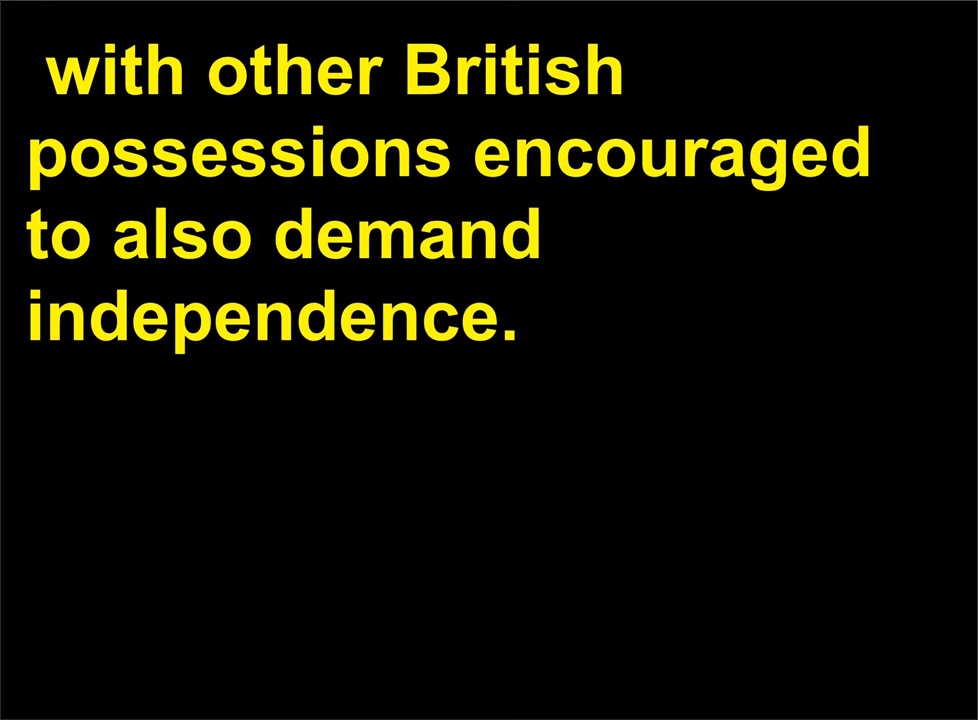 with other British
possessions encouraged
to also demand
independence.